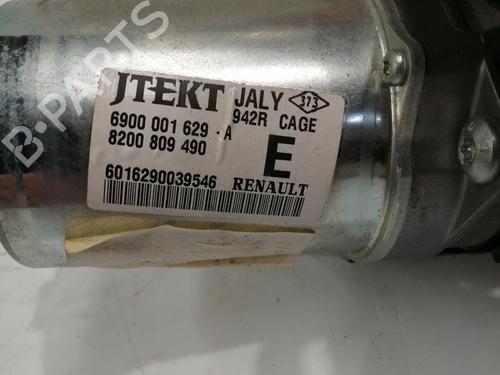 B-PARTS
JTEKT JALY 373
942R CAGE
6900 001 629 -A
8200 809 490 E
6016290039546 RENAULT